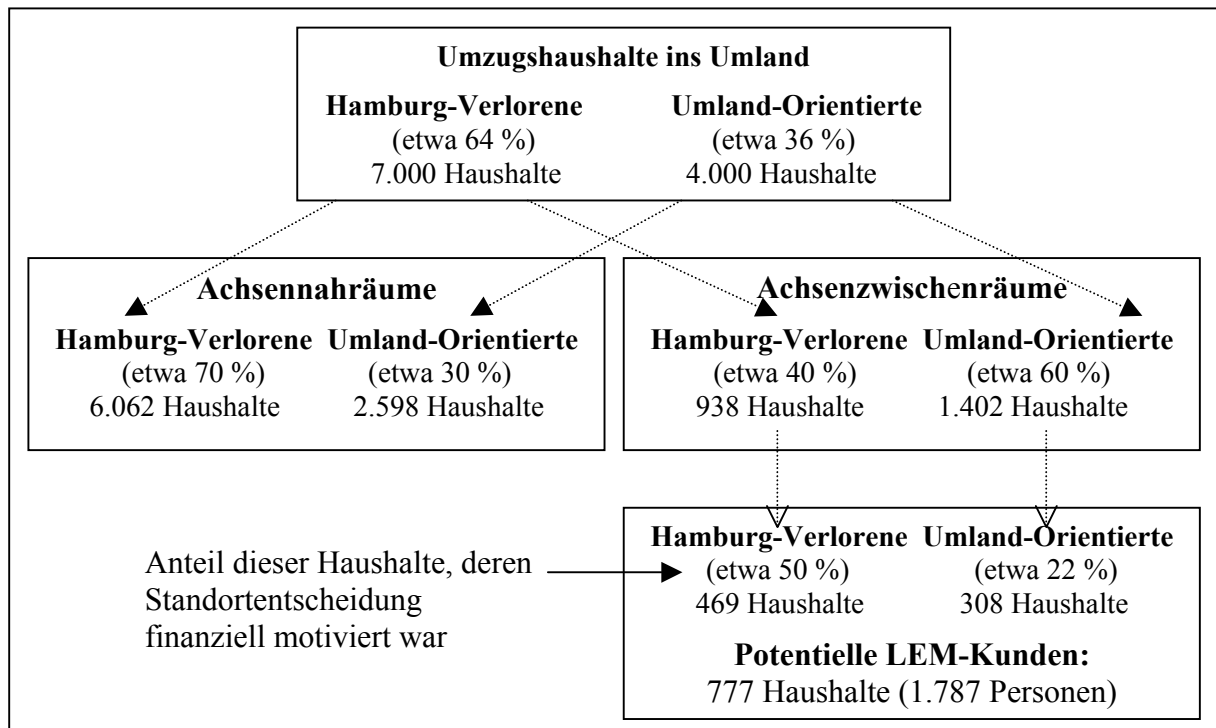 Umzugshaushalte ins Umland
Hamburg-Verlorene Umland-Orientierte
(etwa 64 %) (etwa 36 %)
7.000 Haushalte 4.000 Haushalte
Achsennahräume
Hamburg-Verlorene Umland-Orientierte
(etwa 70 %) (etwa 30 %)
6.062 Haushalte 2.598 Haushalte
Achsenzwischenräume
Hamburg-Verlorene Umland-Orientierte
(etwa 40 %) (etwa 60 %)
938 Haushalte 1.402 Haushalte
Anteil dieser Haushalte, deren
Standortentscheidung
finanziell motiviert war
Hamburg-Verlorene Umland-Orientierte
(etwa 50 %) (etwa 22 %)
469 Haushalte 308 Haushalte
Potentielle LEM-Kunden:
777 Haushalte (1.787 Personen)